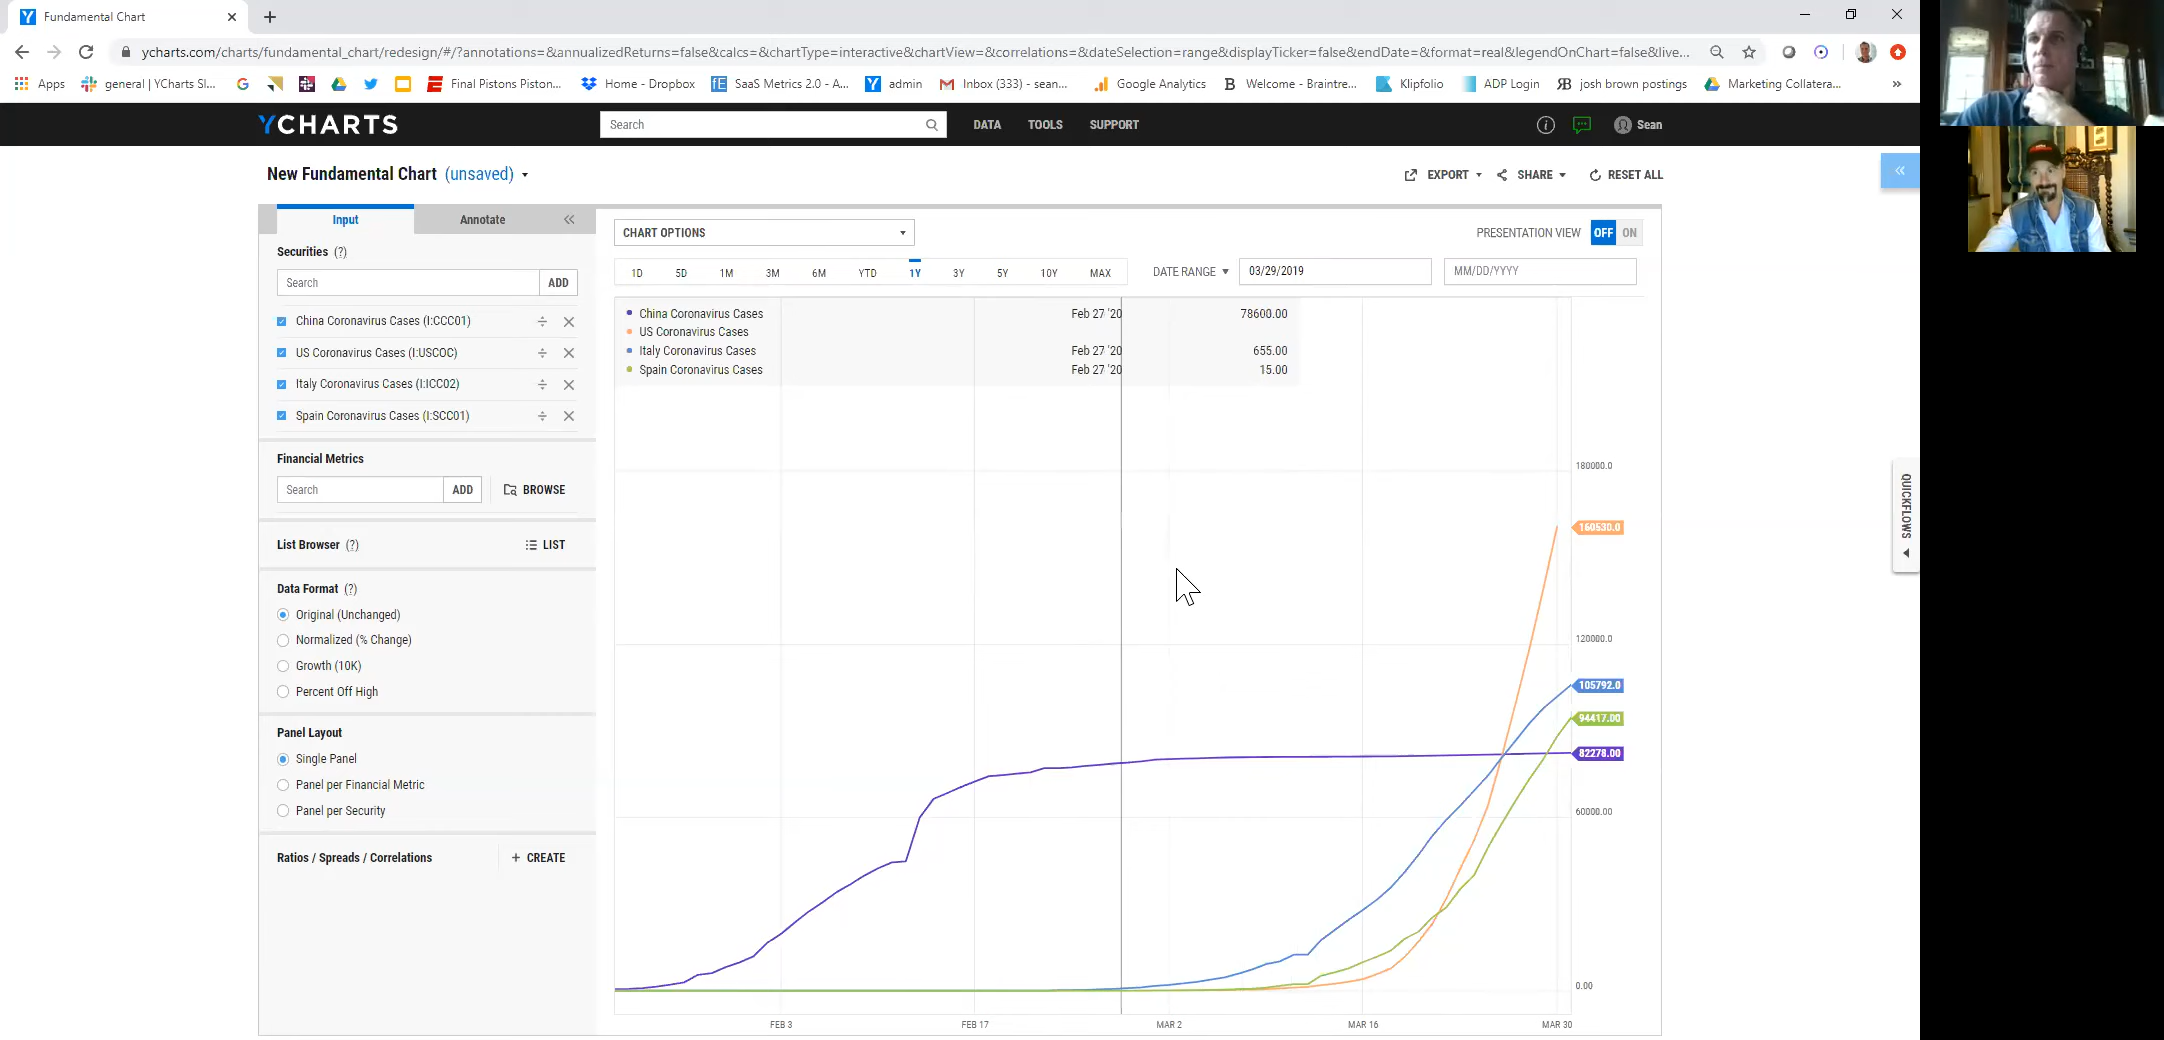 Fundamental Chart
ycharts.com/charts/fundamental_chart/redesign/#/?annotations=&annualizedReturns=false&calcs=&chartType=interactive&chartView=&correlations=&dateSelection=range&displayTicker=false&endDate=&format=real&legendOnChart=false&live...
Apps general | YCharts Sl... Final Pistons Piston... Home - Dropbox SaaS Metrics 2.0 - A... admin Inbox (333) - sean... Google Analytics Welcome - Braintre... Klipfolio ADP Login josh brown postings Marketing Collatera...
YCHARTS Search DATA TOOLS SUPPORT Sean
New Fundamental Chart (unsaved) EXPORT SHARE RESET ALL
Input Annotate
Securities (?)
Search ADD
China Coronavirus Cases (I:CCC01)
US Coronavirus Cases (I:USCOC)
Italy Coronavirus Cases (I:ICC02)
Spain Coronavirus Cases (I:SCC01)
Financial Metrics
Search ADD BROWSE
List Browser (?) LIST
Data Format (?)
Original (Unchanged)
Normalized (% Change)
Growth (10K)
Percent Off High
Panel Layout
Single Panel
Panel per Financial Metric
Panel per Security
Ratios / Spreads / Correlations + CREATE
CHART OPTIONS PRESENTATION VIEW OFF ON
1D 5D 1M 3M 6M YTD 1Y 3Y 5Y 10Y MAX DATE RANGE 03/29/2019 MM/DD/YYYY
China Coronavirus Cases Feb 27 '20 78600.00
US Coronavirus Cases
Italy Coronavirus Cases Feb 27 '20 655.00
Spain Coronavirus Cases Feb 27 '20 15.00
180000.0
160530.0
120000.0
105792.0
94417.00
82278.00
60000.00
0.00
FEB 3 FEB 17 MAR 2 MAR 16 MAR 30
QUICKFLOWS